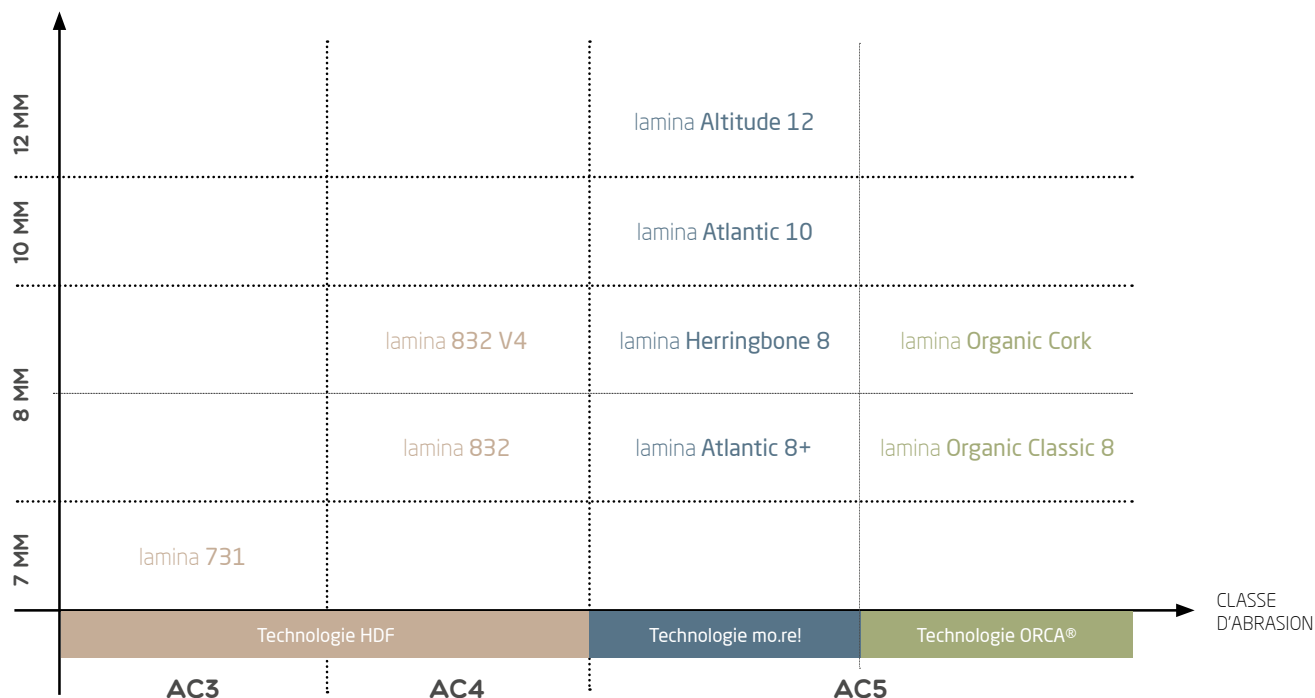 12 MM
lamina Altitude 12
10 MM
lamina Atlantic 10
8 MM
lamina 832 V4
lamina Herringbone 8
lamina Organic Cork
lamina 832
lamina Atlantic 8+
lamina Organic Classic 8
7 MM
lamina 731
CLASSE
D'ABRASION
Technologie HDF
Technologie mo.re!
Technologie ORCA®
AC3
AC4
AC5